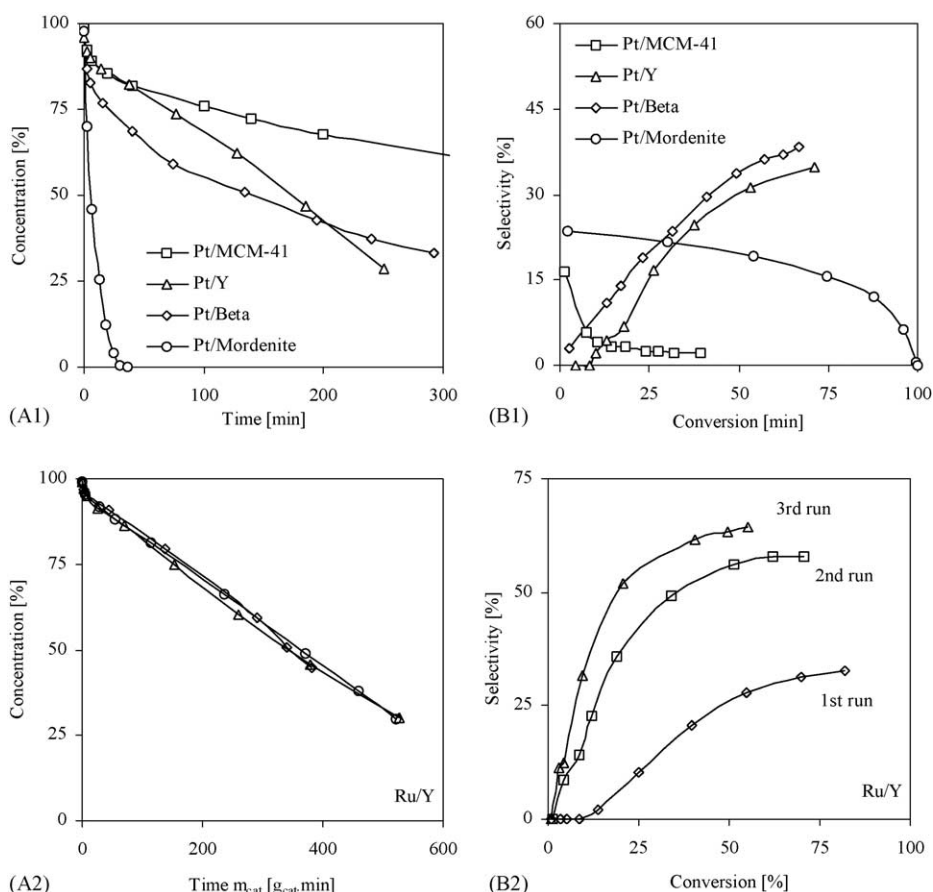 100
75
50
25
0
0 100 200 300
Concentration [%]
Time [min]
Pt/MCM-41
Pt/Y
Pt/Beta
Pt/Mordenite
(A1)
60
45
30
15
0
0 25 50 75 100
Selectivity [%]
Conversion [min]
Pt/MCM-41
Pt/Y
Pt/Beta
Pt/Mordenite
(B1)
100
75
50
25
0
0 200 400 600
Concentration [%]
Ru/Y
(A2)
Time m_cat [g_cat.min]
75
50
25
0
0 25 50 75 100
Selectivity [%]
3rd run
2nd run
1st run
Ru/Y
(B2)
Conversion [%]